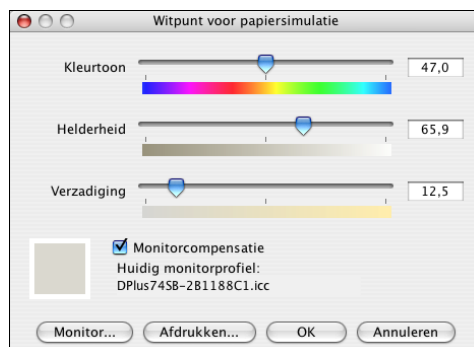 Witpunt voor papiersimulatie
Kleurtoon 47,0
Helderheid 65,9
Verzadiging 12,5
Monitorcompensatie
Huidig monitorprofiel:
DPlus74SB-2B1188C1.icc
Monitor... Afdrukken... OK Annuleren